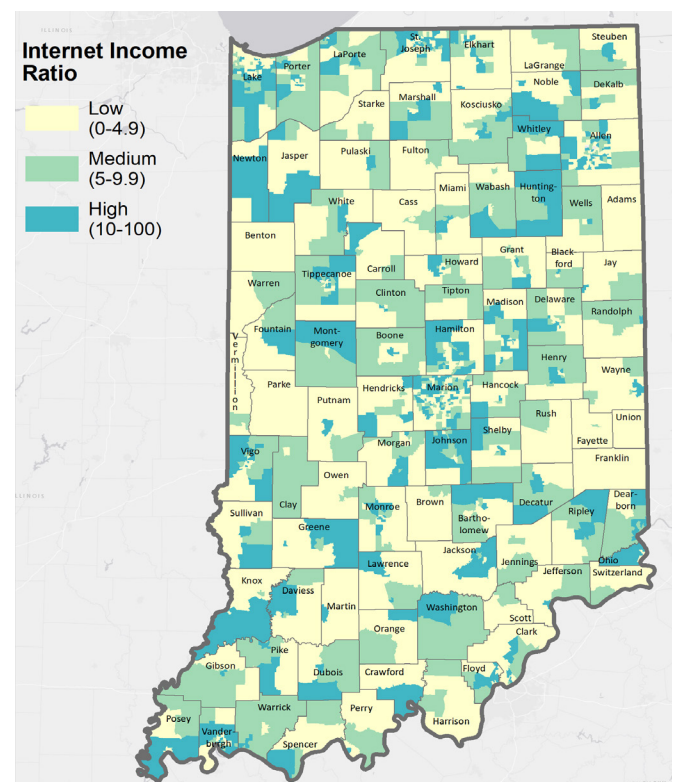 ILLINOIS
Internet Income
Ratio
Low
(0-4.9)
Medium
(5-9.9)
High
(10-100)
Steuben
St.
Joseph
Elkhart
LaPorte
LaGrange
Porter
Lake
Noble
DeKalb
Starke
Marshall
Kosciusko
Whitley
Allen
Newton
Jasper
Pulaski
Fulton
Miami
Wabash
Hunting-
ton
Wells
Adams
White
Cass
Benton
Grant
Black-
ford
Jay
Howard
Carroll
Tippecanoe
Warren
Clinton
Tipton
Madison
Delaware
Randolph
Fountain
Mont-
gomery
Boone
Hamilton
Vermillion
Henry
Wayne
Parke
Putnam
Hendricks
Marion
Hancock
Rush
Union
Fayette
Shelby
Johnson
Morgan
Franklin
Vigo
Owen
Clay
Dear-
born
Decatur
Ripley
Brown
Monroe
Bartho-
lomew
Sullivan
Greene
ILLINOIS
Jackson
Jennings
Ohio
Lawrence
Jefferson
Switzerland
Knox
Daviess
Martin
Washington
Scott
Orange
Clark
Pike
Gibson
Dubois
Crawford
Floyd
Posey
Warrick
Perry
Harrison
Vander-
burgh
Spencer